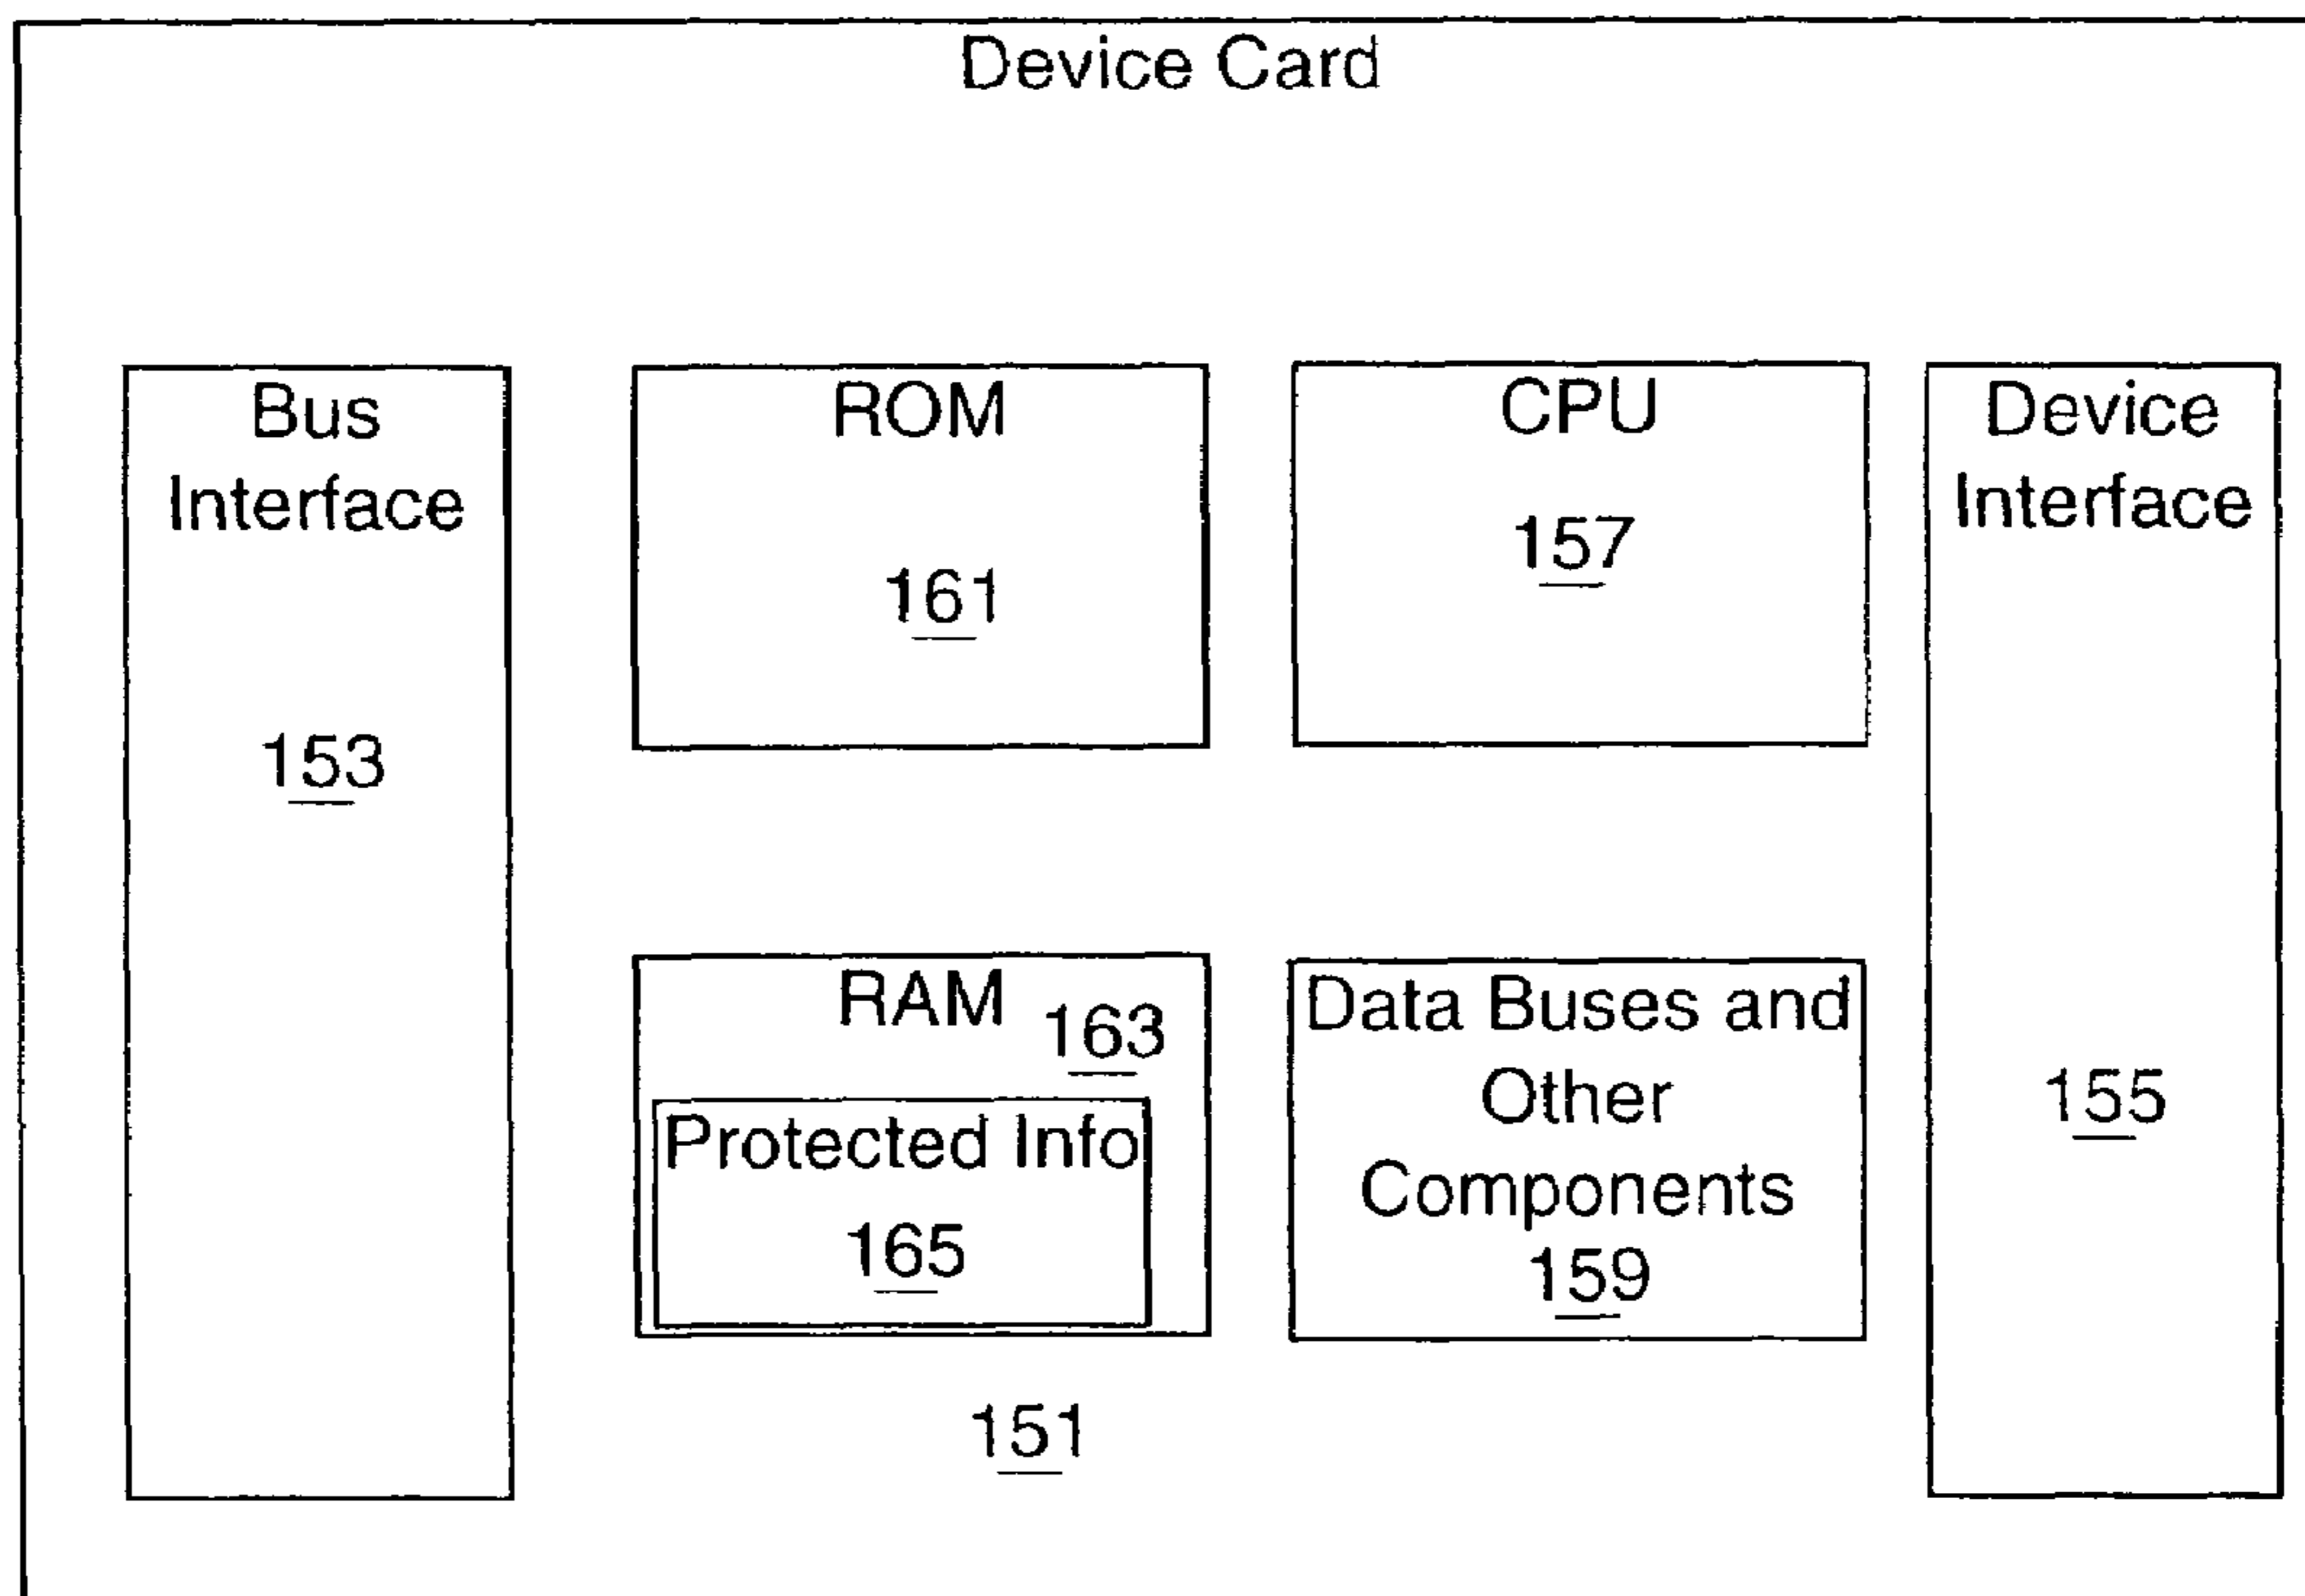 Device Card
Bus
Interface
153
ROM
161
CPU
157
Device
Interface
155
RAM
163
Protected Info
165
Data Buses and
Other
Components
159
151